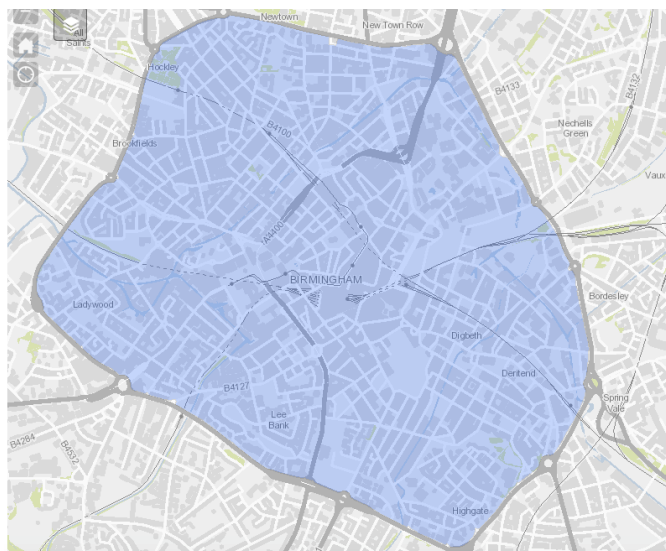 Newtown
New Town Row
All
Saints
Hockley
B4133
B4132
B4100
Nechells
Green
Brookfields
Vaux
A4400
BIRMINGHAM
Bordesley
Ladywood
Digbeth
Deritend
B4127
Spring
Vale
Lee
Bank
B4284
B4512
Highgate